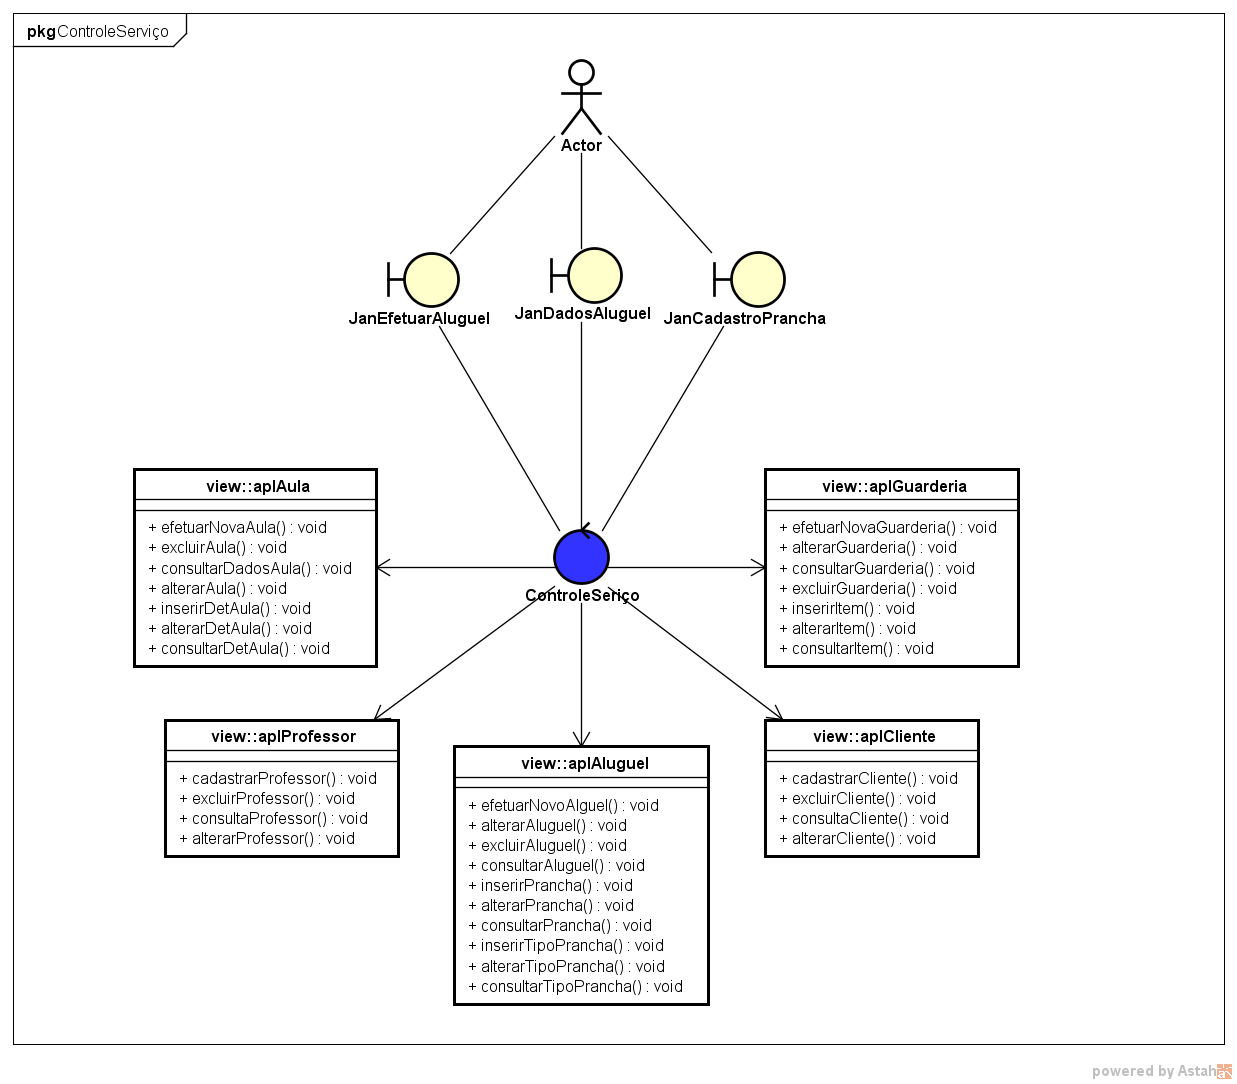 pkg ControleServiço
Actor
JanEfetuarAluguel
JanDadosAluguel
JanCadastroPrancha
view::aplAula
+ efetuarNovaAula() : void
+ excluirAula() : void
+ consultarDadosAula() : void
+ alterarAula() : void
+ inserirDetAula() : void
+ alterarDetAula() : void
+ consultarDetAula() : void
ControleSeriço
view::aplGuarderia
+ efetuarNovaGuarderia() : void
+ alterarGuarderia() : void
+ consultarGuarderia() : void
+ excluirGuarderia() : void
+ inserirItem() : void
+ alterarItem() : void
+ consultarItem() : void
view::aplProfessor
+ cadastrarProfessor() : void
+ excluirProfessor() : void
+ consultaProfessor() : void
+ alterarProfessor() : void
view::aplAluguel
+ efetuarNovoAlguel() : void
+ alterarAluguel() : void
+ excluirAluguel() : void
+ consultarAluguel() : void
+ inserirPrancha() : void
+ alterarPrancha() : void
+ consultarPrancha() : void
+ inserirTipoPrancha() : void
+ alterarTipoPrancha() : void
+ consultarTipoPrancha() : void
view::aplCliente
+ cadastrarCliente() : void
+ excluirCliente() : void
+ consultaCliente() : void
+ alterarCliente() : void
powered by Astah